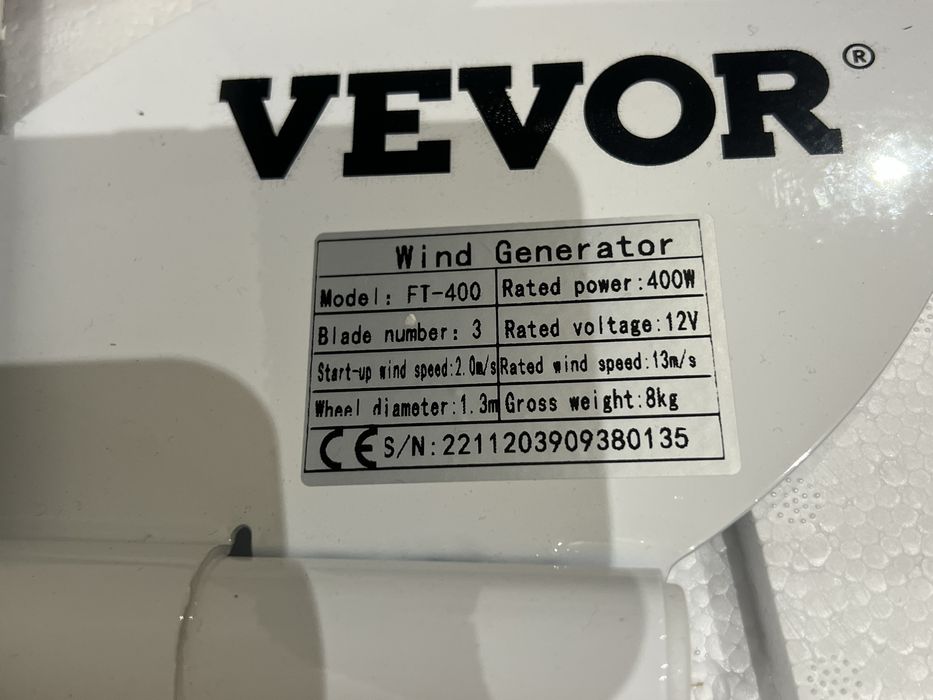 VEVOR®
Wind Generator
Model: FT-400 Rated power:400W
Blade number: 3 Rated voltage:12V
Start-up wind speed:2.0m/s Rated wind speed:13m/s
Wheel diameter:1.3m Gross weight:8kg
CE S/N:2211203909380135